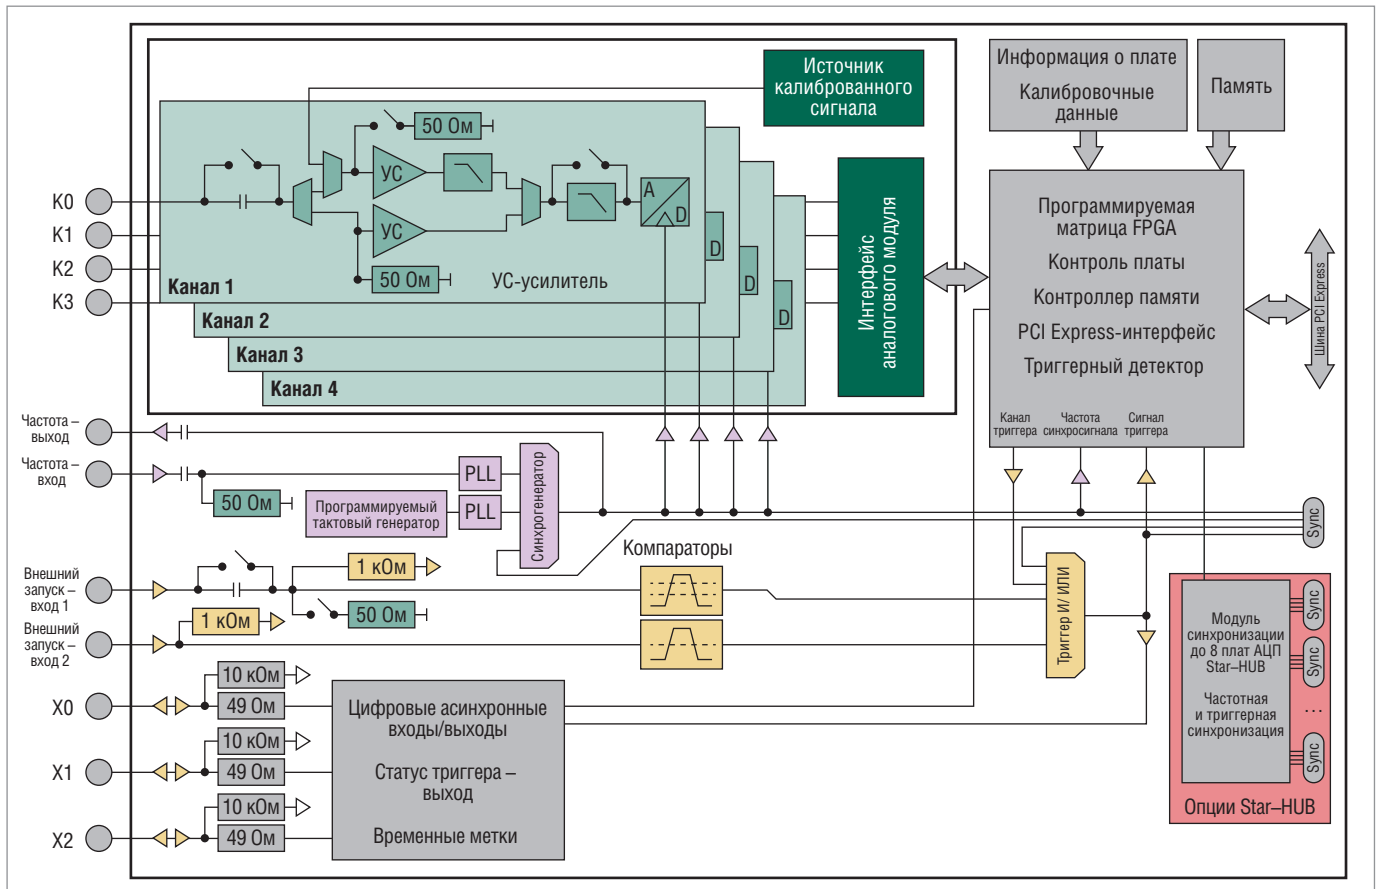 Источник
калиброванного
сигнала
Информация о плате
Калибровочные
данные
Память
50 Ом
УС
УС
50 Ом
A
D
D
D
D
УС-усилитель
K0
K1
K2
K3
Канал 1
Канал 2
Канал 3
Канал 4
Интерфейс
аналогового модуля
Программируемая
матрица FPGA
Контроль платы
Контроллер памяти
PCI Express-интерфейс
Триггерный детектор
Канал
триггера
Частота
синхросигнала
Сигнал
триггера
Шина PCI Express
Частота –
выход
Частота –
вход
50 Ом
PLL
Программируемый
тактовый генератор
PLL
Синхрогенератор
Sync
Компараторы
Внешний
запуск –
вход 1
1 кОм
50 Ом
Внешний
запуск –
вход 2
1 кОм
Триггер И/ ИЛИ
Модуль
синхронизации
до 8 плат АЦП
Star–HUB
Частотная
и триггерная
синхронизация
Sync
Sync
...
Sync
Опции Star–HUB
X0
10 кОм
49 Ом
X1
10 кОм
49 Ом
X2
10 кОм
49 Ом
Цифровые асинхронные
входы/выходы
Статус триггера –
выход
Временные метки